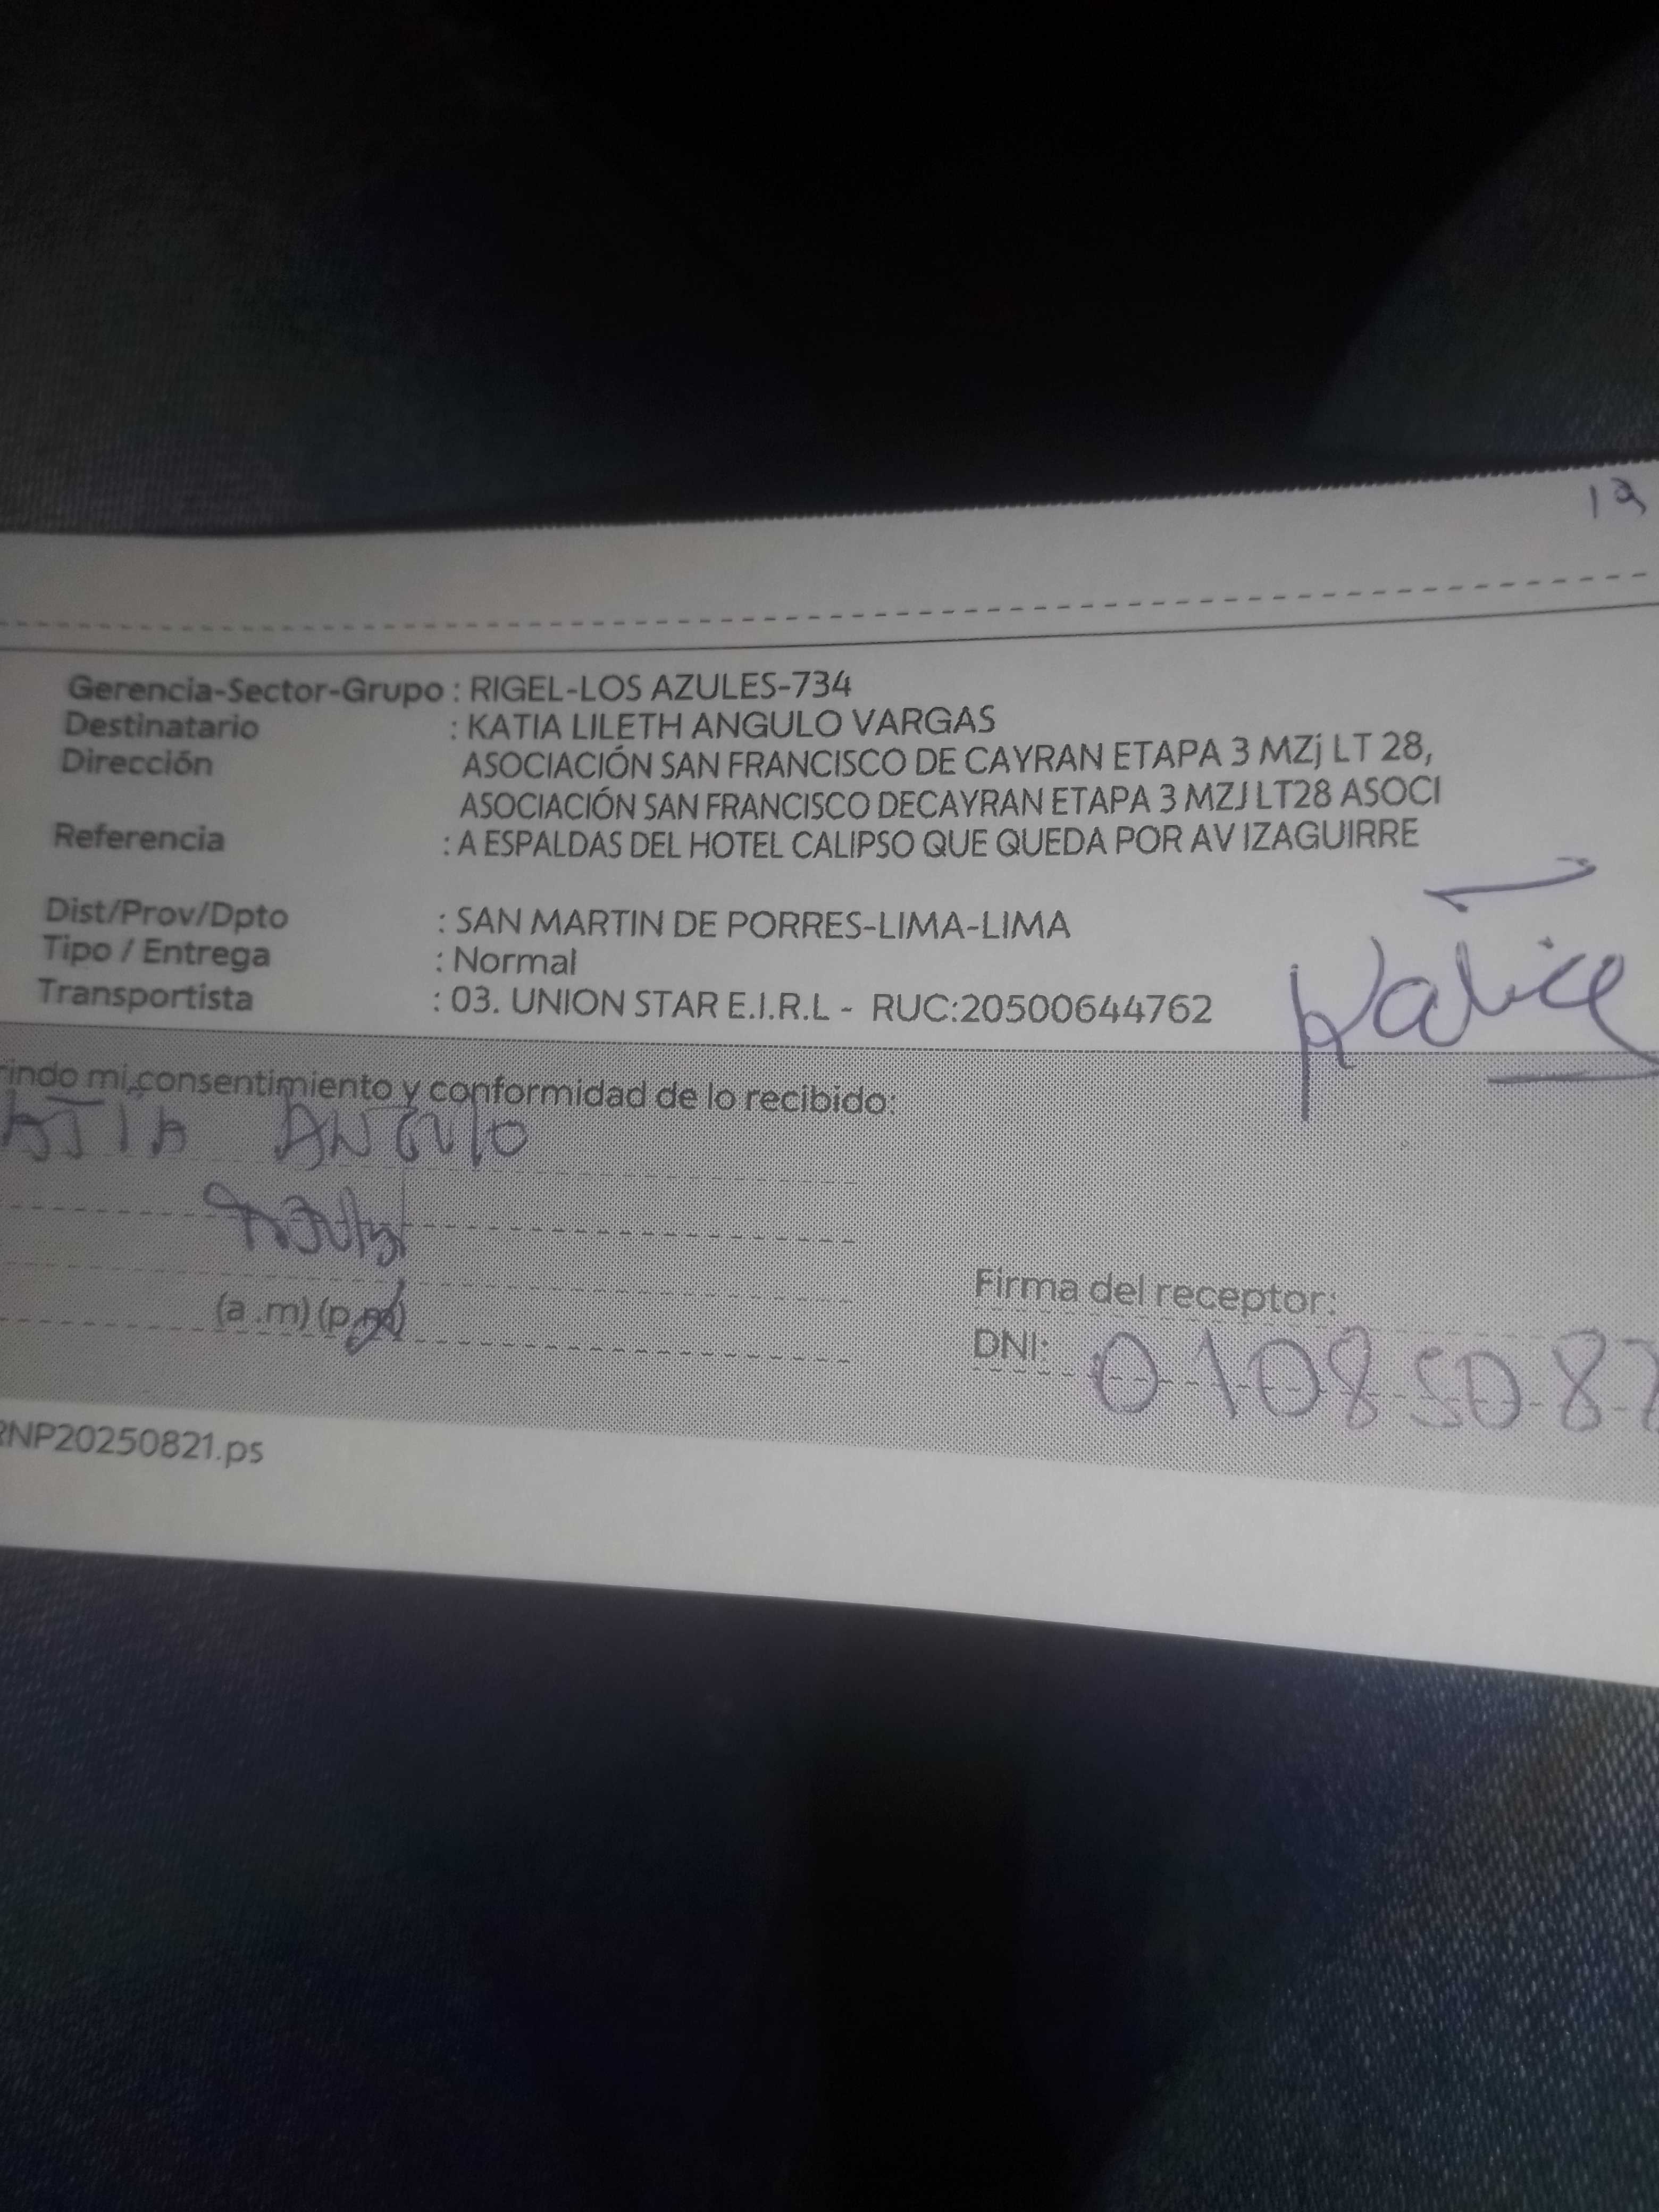 19
Gerencia-Sector-Grupo : RIGEL-LOS AZULES-734
Destinatario : KATIA LILETH ANGULO VARGAS
Dirección ASOCIACIÓN SAN FRANCISCO DE CAYRAN ETAPA 3 MZj LT 28,
ASOCIACIÓN SAN FRANCISCO DECAYRAN ETAPA 3 MZJ LT28 ASOCI
Referencia : A ESPALDAS DEL HOTEL CALIPSO QUE QUEDA POR AV IZAGUIRRE
Dist/Prov/Dpto : SAN MARTIN DE PORRES-LIMA-LIMA
Tipo / Entrega : Normal
Transportista : 03. UNION STAR E.I.R.L - RUC:20500644762
rindo mi consentimiento y conformidad de lo recibido:
ATIA ANGULO
(a .m) (p.m)
Firma del receptor:
DNI: 0108508
RNP20250821.ps